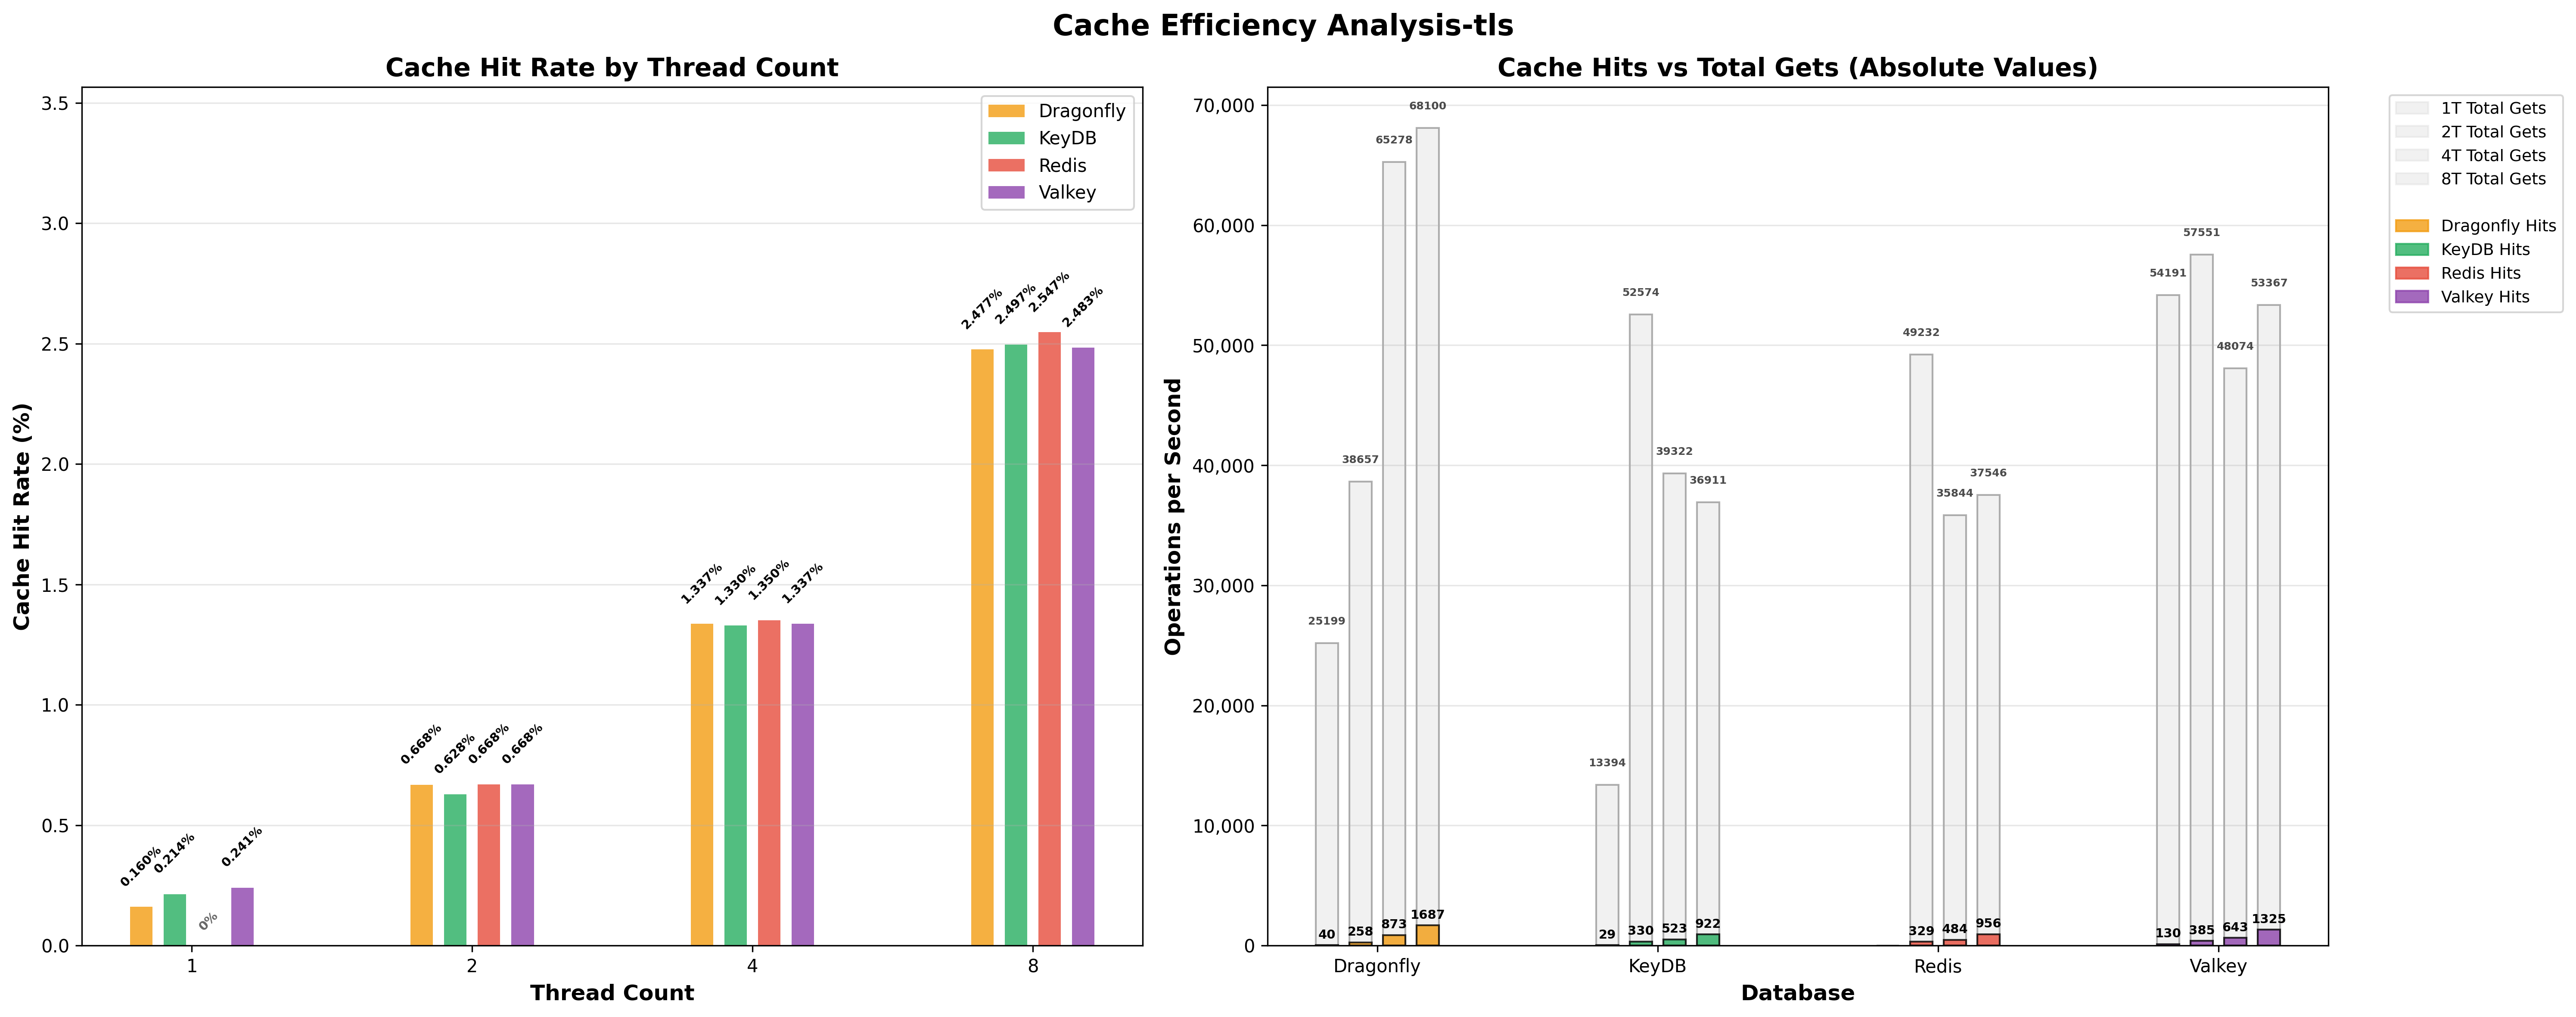 Cache Efficiency Analysis-tls
Cache Hit Rate by Thread Count
Cache Hit Rate (%)
3.5
3.0
2.5
2.0
1.5
1.0
0.5
0.0
Dragonfly
KeyDB
Redis
Valkey
0.160%
0.214%
0%
0.241%
0.668%
0.628%
0.668%
0.668%
1.337%
1.330%
1.350%
1.337%
2.477%
2.497%
2.547%
2.483%
1
2
4
8
Thread Count
Cache Hits vs Total Gets (Absolute Values)
Operations per Second
70,000
60,000
50,000
40,000
30,000
20,000
10,000
0
25199
38657
65278
68100
13394
52574
39322
36911
49232
35844
37546
54191
57551
48074
53367
40
258
873
1687
29
330
523
922
329
484
956
130
385
643
1325
Dragonfly
KeyDB
Redis
Valkey
Database
1T Total Gets
2T Total Gets
4T Total Gets
8T Total Gets
Dragonfly Hits
KeyDB Hits
Redis Hits
Valkey Hits